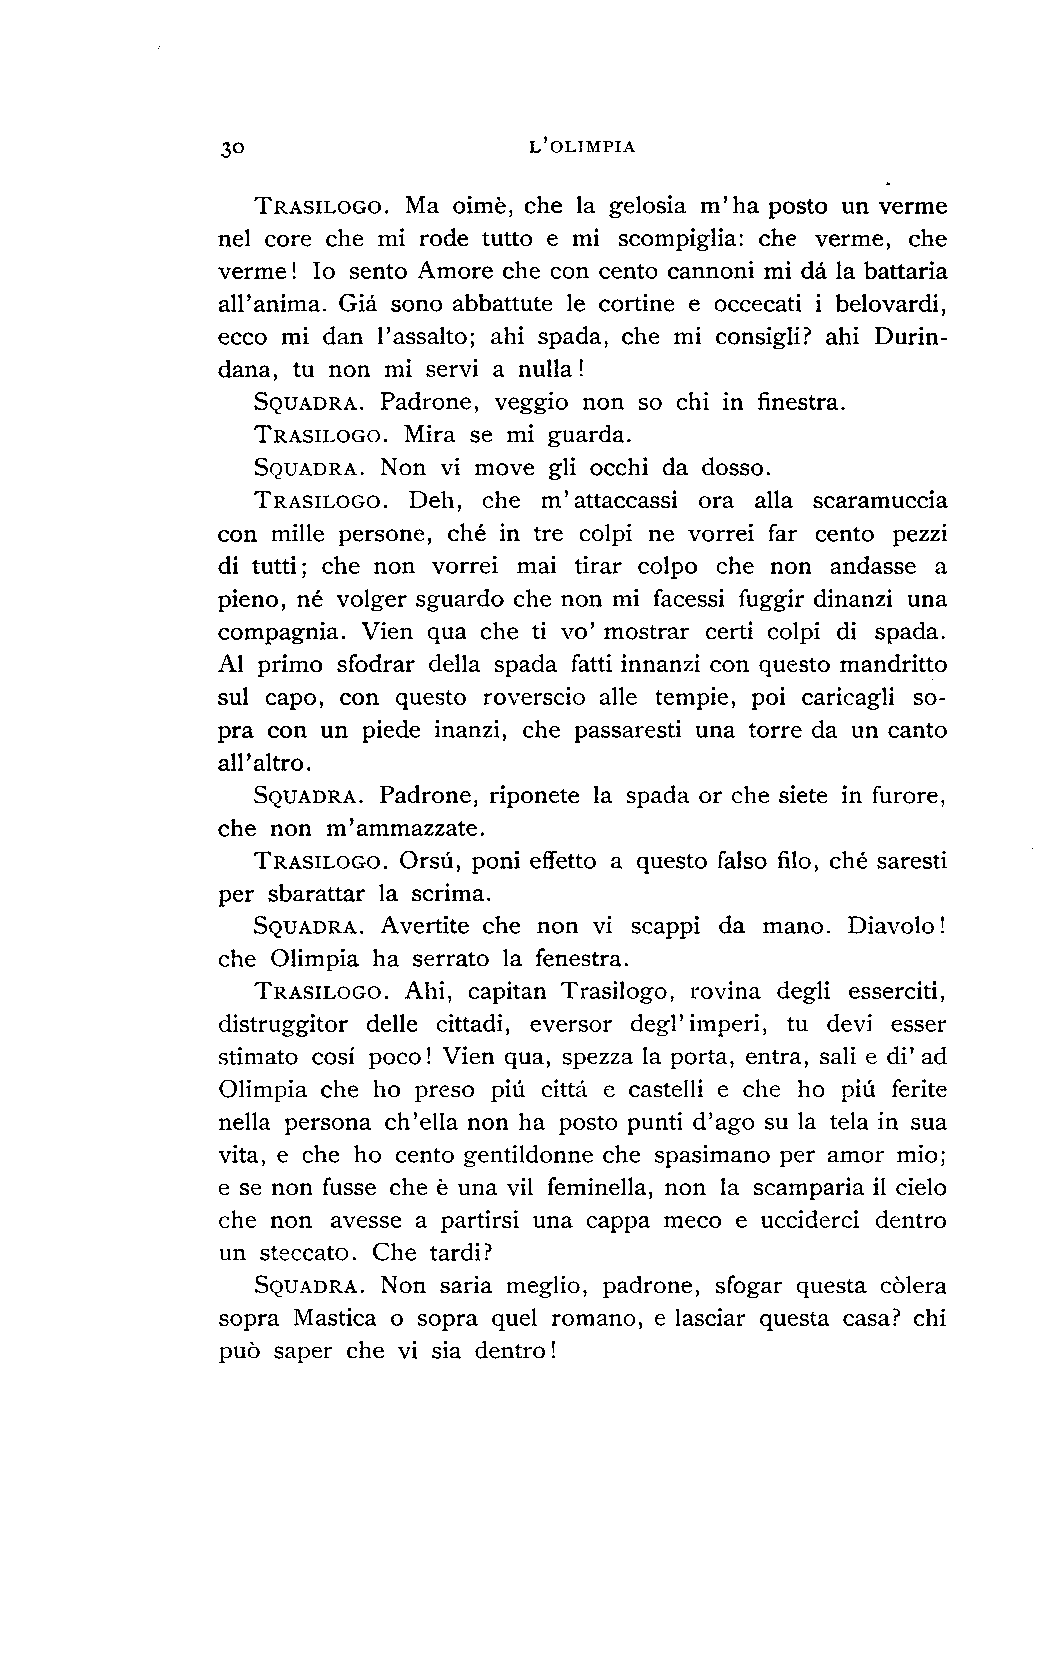 30 L'OLIMPIA
TRASILOGO. Ma oimè, che la gelosia m'ha posto un verme
nel core che mi rode tutto e mi scompiglia: che verme, che
verme! Io sento Amore che con cento cannoni mi dá la battaria
all'anima. Giá sono abbattute le cortine e occecati i belovardi,
ecco mi dan l'assalto; ahi spada, che mi consigli? ahi Durin-
dana, tu non mi servi a nulla!
SQUADRA. Padrone, veggio non so chi in finestra.
TRASILOGO. Mira se mi guarda.
SQUADRA. Non vi move gli occhi da dosso.
TRASILOGO. Deh, che m'attaccassi ora alla scaramuccia
con mille persone, ché in tre colpi ne vorrei far cento pezzi
di tutti; che non vorrei mai tirar colpo che non andasse a
pieno, né volger sguardo che non mi facessi fuggir dinanzi una
compagnia. Vien qua che ti vo' mostrar certi colpi di spada.
Al primo sfodrar della spada fatti innanzi con questo mandritto
sul capo, con questo roverscio alle tempie, poi caricagli so-
pra con un piede inanzi, che passaresti una torre da un canto
all'altro.
SQUADRA. Padrone, riponete la spada or che siete in furore,
che non m'ammazzate.
TRASILOGO. Orsú, poni effetto a questo falso filo, ché saresti
per sbarattar la scrima.
SQUADRA. Avertite che non vi scappi da mano. Diavolo!
che Olimpia ha serrato la fenestra.
TRASILOGO. Ahi, capitan Trasilogo, rovina degli esserciti,
distruggitor delle cittadi, eversor degl'imperi, tu devi esser
stimato cosí poco! Vien qua, spezza la porta, entra, sali e di' ad
Olimpia che ho preso piú cittá e castelli e che ho piú ferite
nella persona ch'ella non ha posto punti d'ago su la tela in sua
vita, e che ho cento gentildonne che spasimano per amor mio;
e se non fusse che è una vil feminella, non la scamparia il cielo
che non avesse a partirsi una cappa meco e ucciderci dentro
un steccato. Che tardi?
SQUADRA. Non saria meglio, padrone, sfogar questa còlera
sopra Mastica o sopra quel romano, e lasciar questa casa? chi
può saper che vi sia dentro!